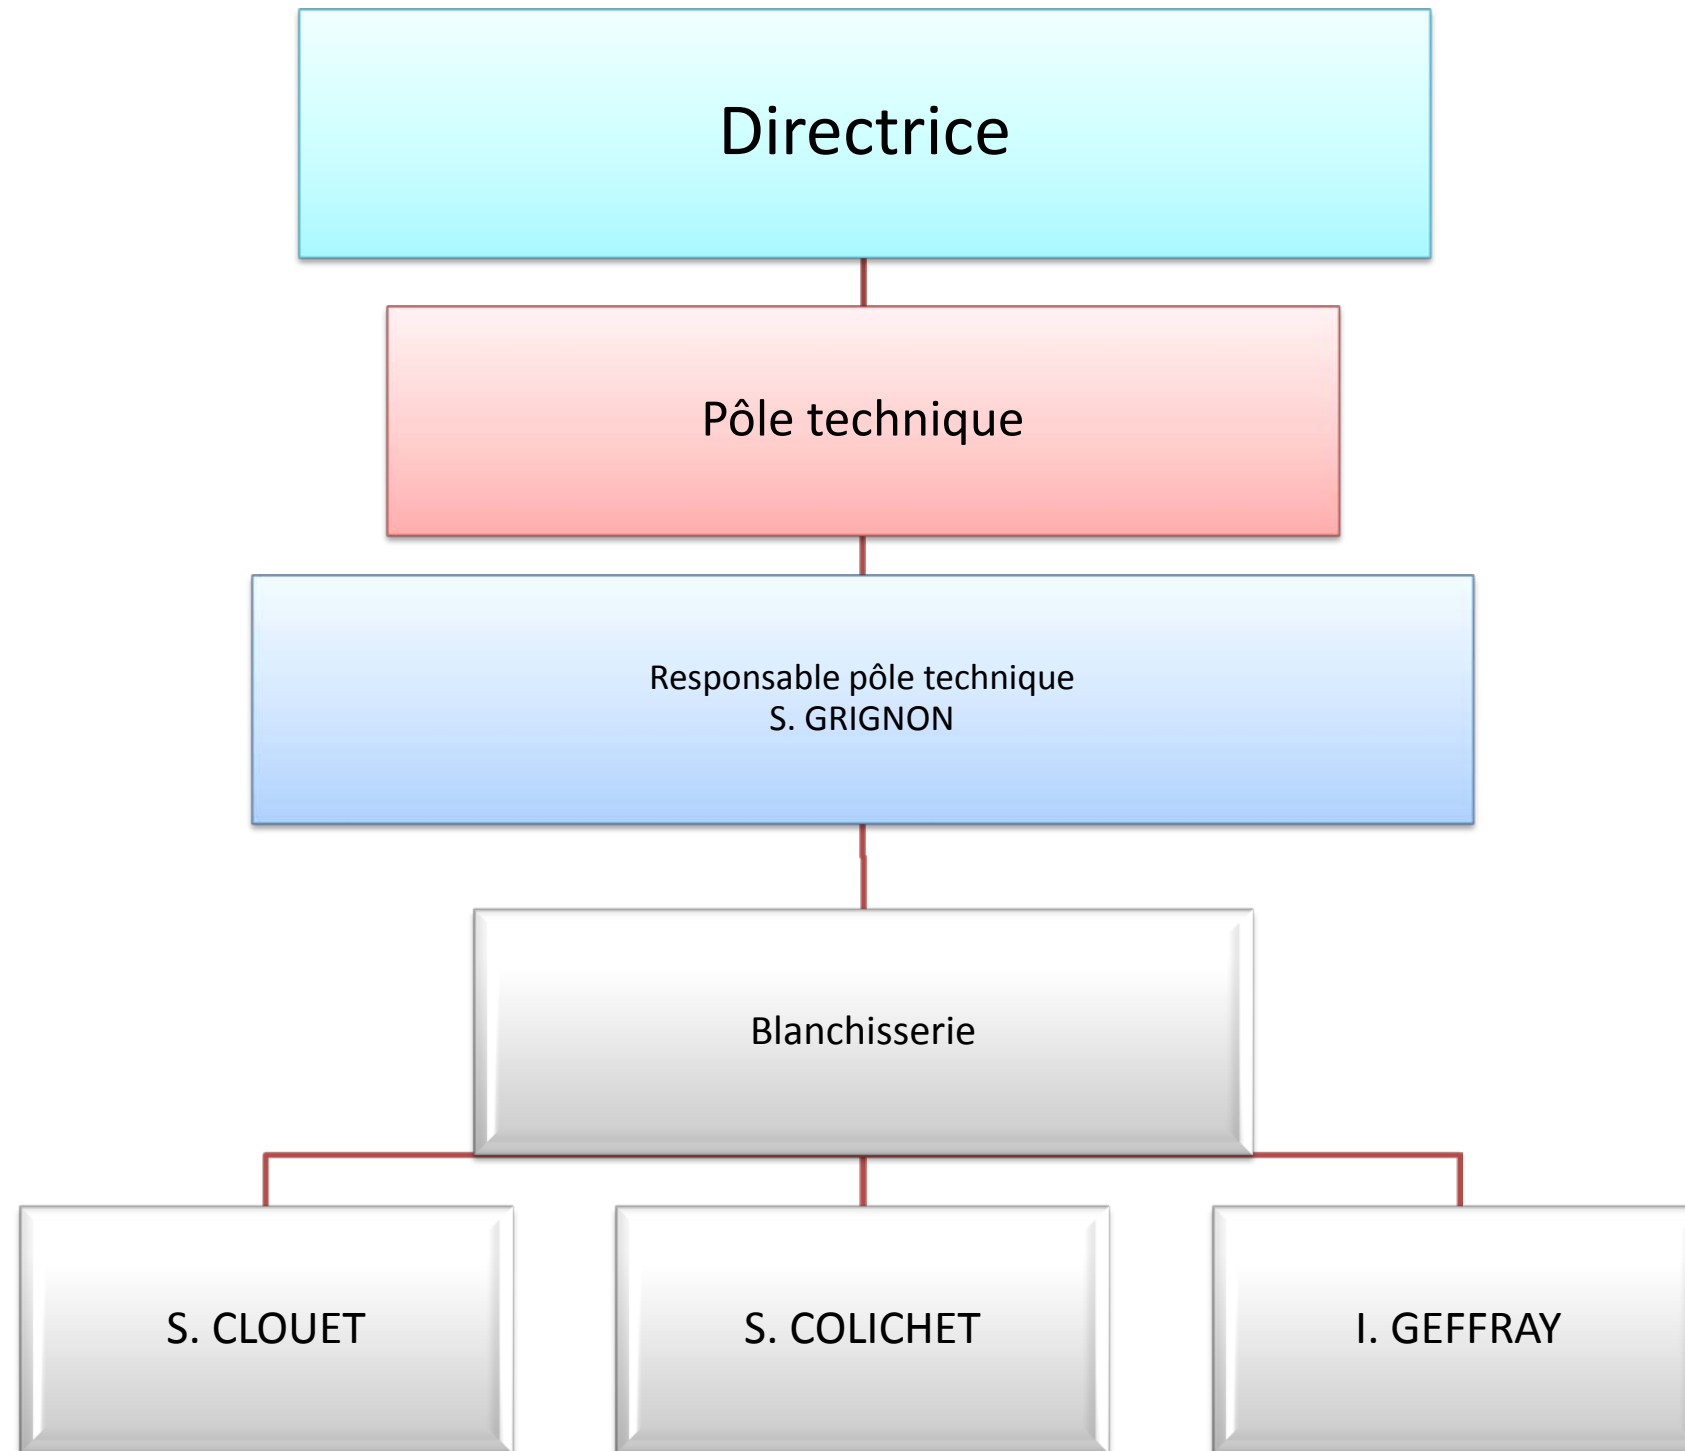 Directrice
Pôle technique
Responsable pôle technique
S. GRIGNON
Blanchisserie
S. CLOUET
S. COLICHET
I. GEFFRAY